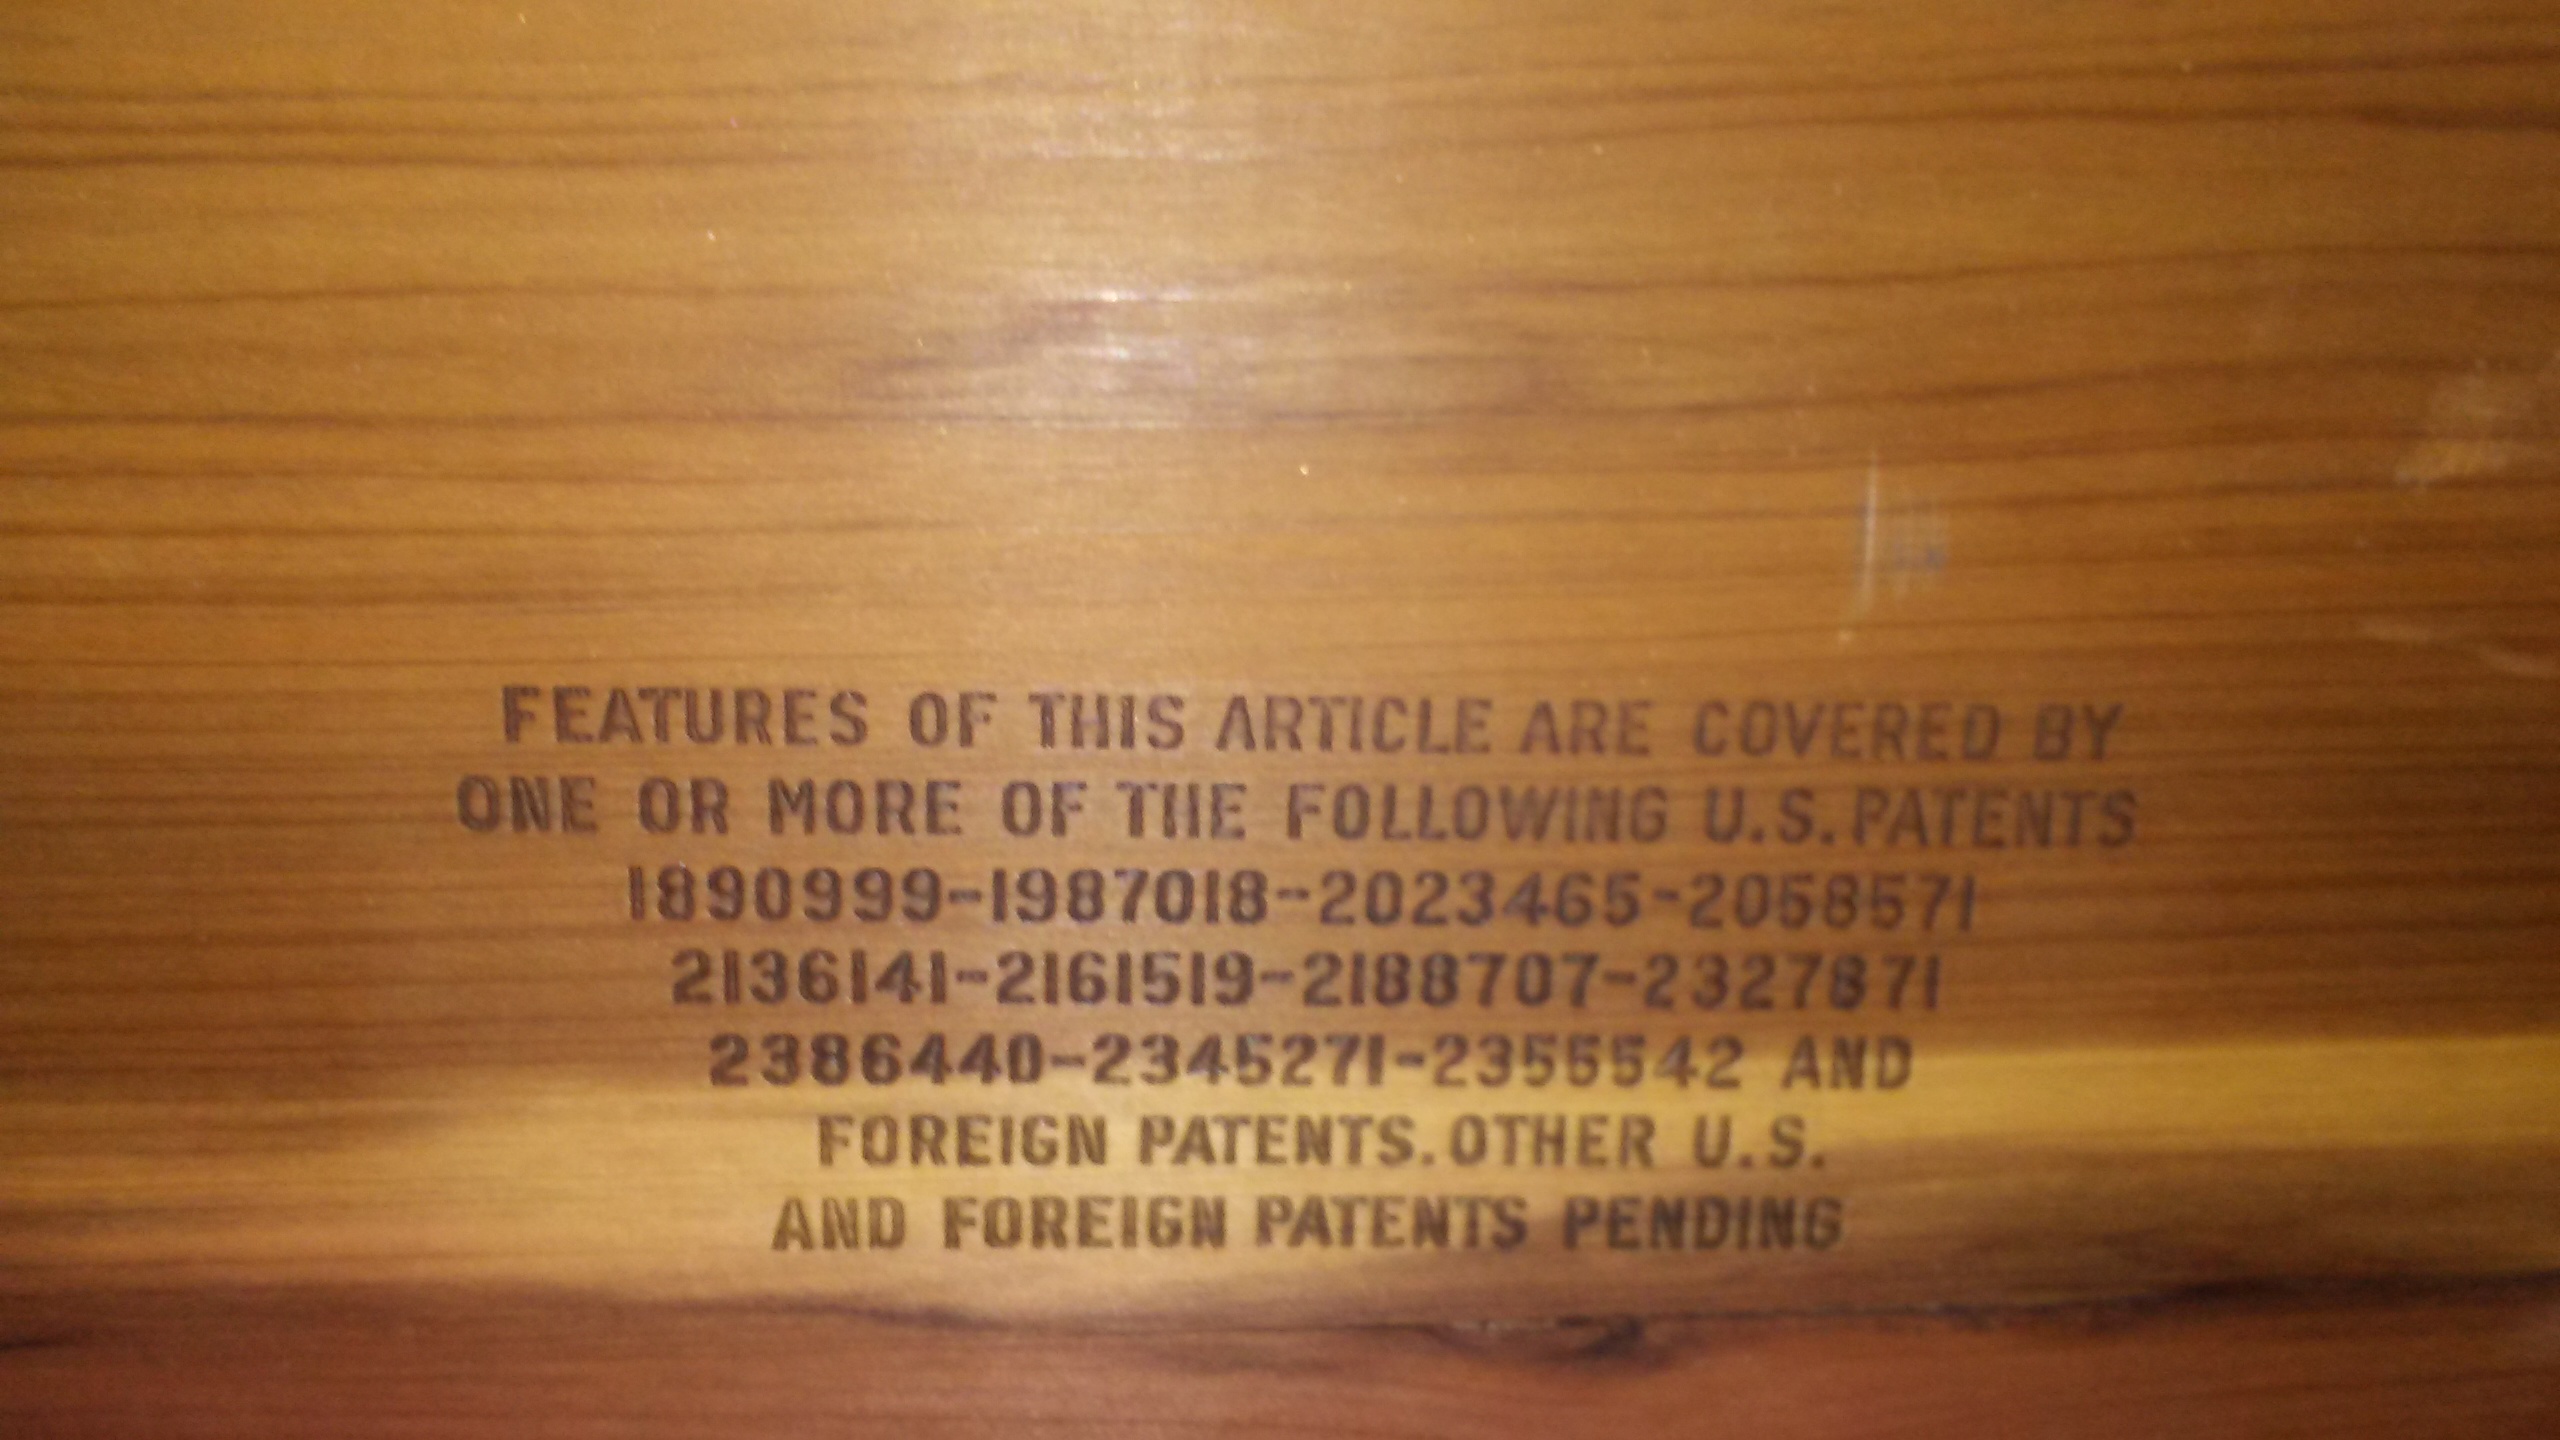 FEATURES OF THIS ARTICLE ARE COVERED BY
ONE OR MORE OF THE FOLLOWING U.S. PATENTS
1890999-1987018-2023465-2058571
2136141-2161519-2188707-2327871
2386440-2345271-2355542 AND
FOREIGN PATENTS. OTHER U.S.
AND FOREIGN PATENTS PENDING